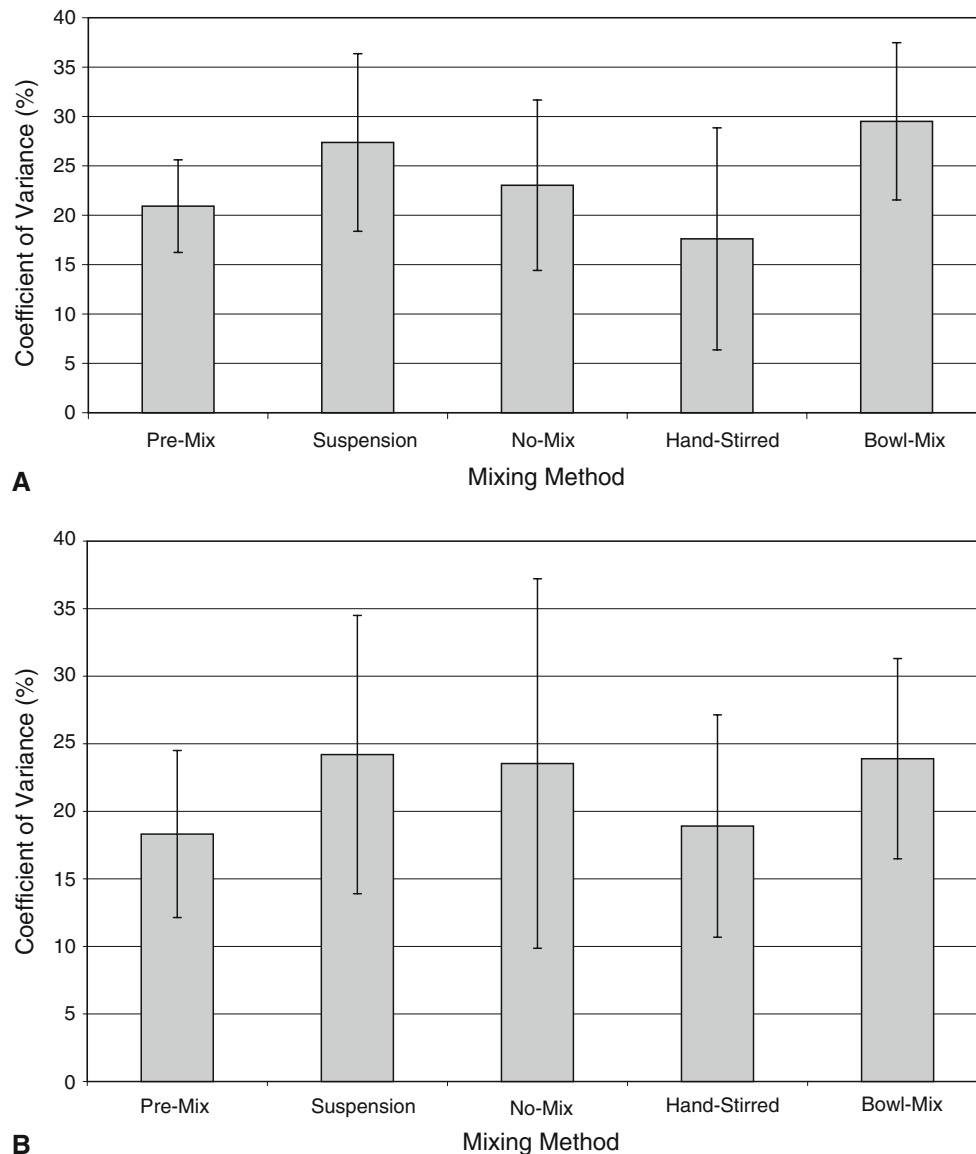 40
35
30
25
20
15
10
5
0
Coefficient of Variance (%)
Pre-Mix Suspension No-Mix Hand-Stirred Bowl-Mix
Mixing Method
A
40
35
30
25
20
15
10
5
0
Coefficient of Variance (%)
Pre-Mix Suspension No-Mix Hand-Stirred Bowl-Mix
Mixing Method
B